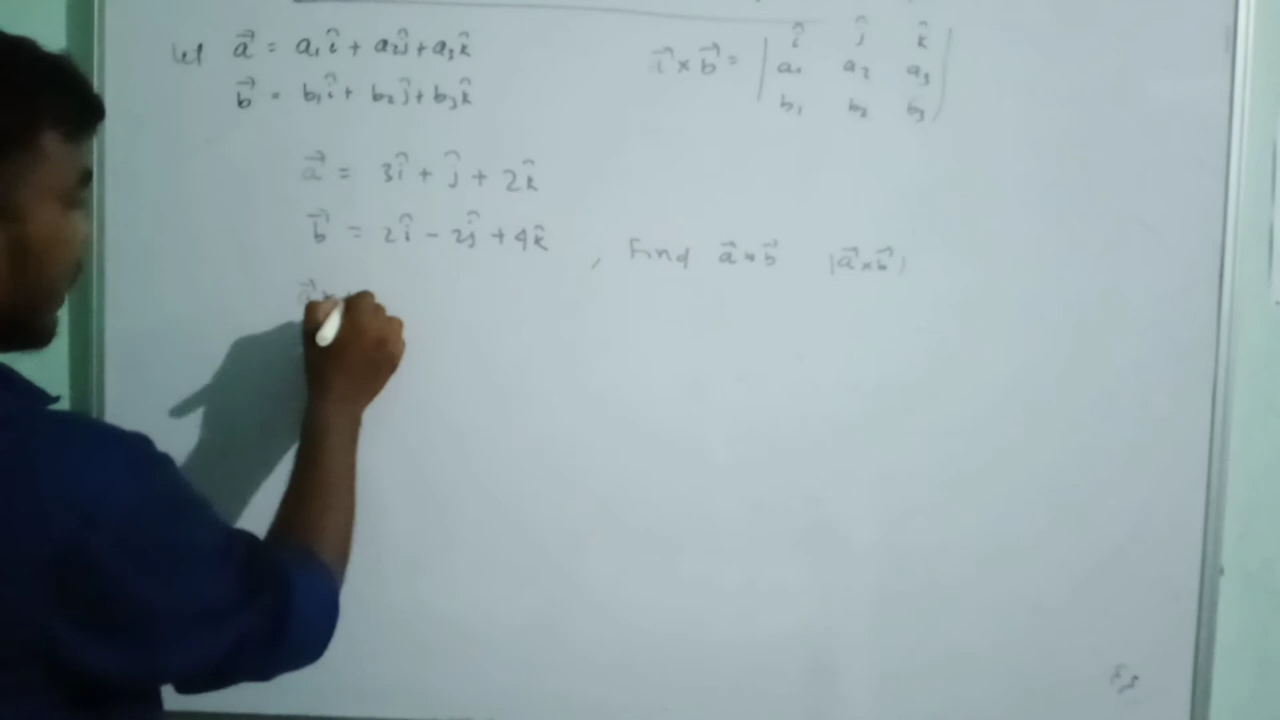 Let a⃗ = a₁î + a₂ĵ + a₃k̂
b⃗ = b₁î + b₂ĵ + b₃k̂
a⃗ × b⃗ = | î ĵ k̂ |
| a₁ a₂ a₃ |
| b₁ b₂ b₃ |
a⃗ = 3î + ĵ + 2k̂
b⃗ = 2î - 2ĵ + 4k̂ , Find a⃗ × b⃗ |a⃗ × b⃗|
a⃗ ×